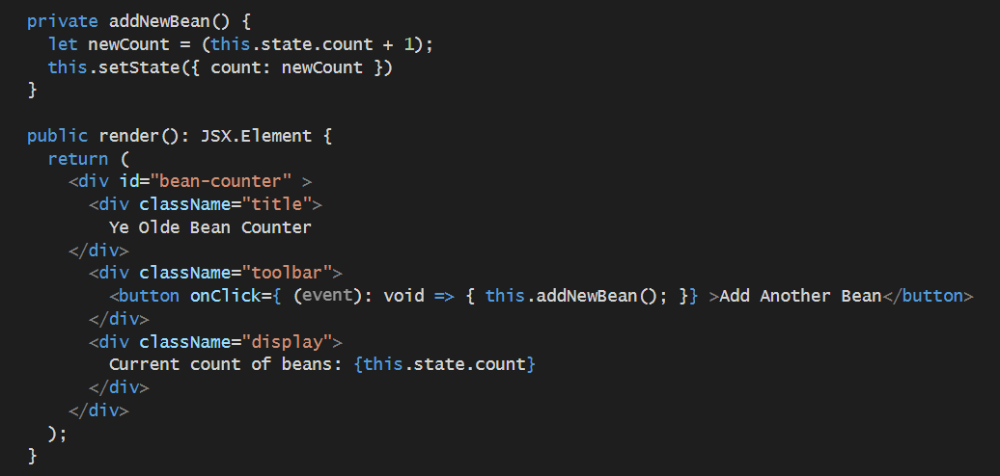 private addNewBean() {
let newCount = (this.state.count + 1);
this.setState({ count: newCount })
}
public render(): JSX.Element {
return (
<div id="bean-counter" >
<div className="title">
Ye Olde Bean Counter
</div>
<div className="toolbar">
<button onClick={ (event): void => { this.addNewBean(); }} >Add Another Bean</button>
</div>
<div className="display">
Current count of beans: {this.state.count}
</div>
</div>
);
}